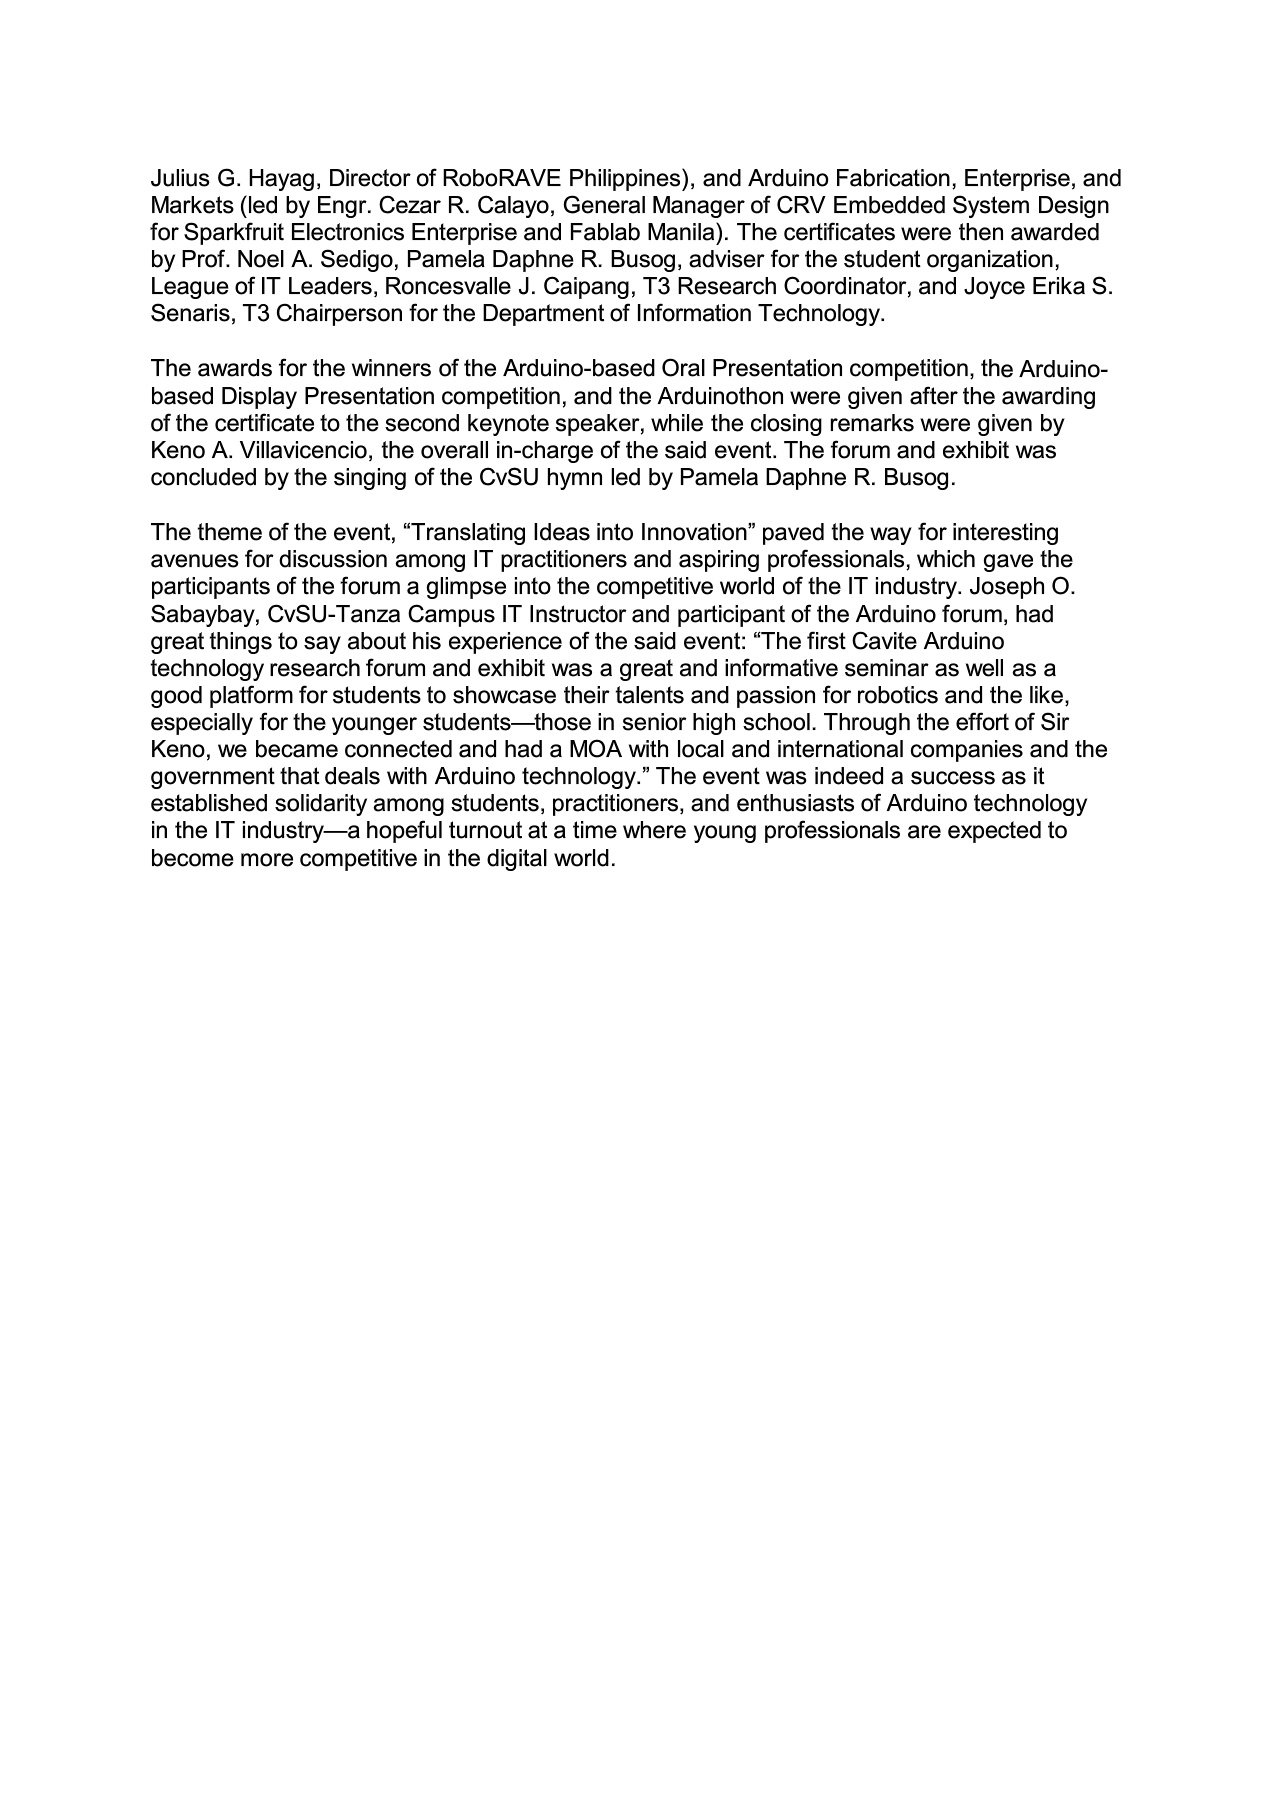 Julius G. Hayag, Director of RoboRAVE Philippines), and Arduino Fabrication, Enterprise, and
Markets (led by Engr. Cezar R. Calayo, General Manager of CRV Embedded System Design
for Sparkfruit Electronics Enterprise and Fablab Manila). The certificates were then awarded
by Prof. Noel A. Sedigo, Pamela Daphne R. Busog, adviser for the student organization,
League of IT Leaders, Roncesvalle J. Caipang, T3 Research Coordinator, and Joyce Erika S.
Senaris, T3 Chairperson for the Department of Information Technology.
The awards for the winners of the Arduino-based Oral Presentation competition, the Arduino-
based Display Presentation competition, and the Arduinothon were given after the awarding
of the certificate to the second keynote speaker, while the closing remarks were given by
Keno A. Villavicencio, the overall in-charge of the said event. The forum and exhibit was
concluded by the singing of the CvSU hymn led by Pamela Daphne R. Busog.
The theme of the event, “Translating Ideas into Innovation” paved the way for interesting
avenues for discussion among IT practitioners and aspiring professionals, which gave the
participants of the forum a glimpse into the competitive world of the IT industry. Joseph O.
Sabaybay, CvSU-Tanza Campus IT Instructor and participant of the Arduino forum, had
great things to say about his experience of the said event: “The first Cavite Arduino
technology research forum and exhibit was a great and informative seminar as well as a
good platform for students to showcase their talents and passion for robotics and the like,
especially for the younger students—those in senior high school. Through the effort of Sir
Keno, we became connected and had a MOA with local and international companies and the
government that deals with Arduino technology.” The event was indeed a success as it
established solidarity among students, practitioners, and enthusiasts of Arduino technology
in the IT industry—a hopeful turnout at a time where young professionals are expected to
become more competitive in the digital world.